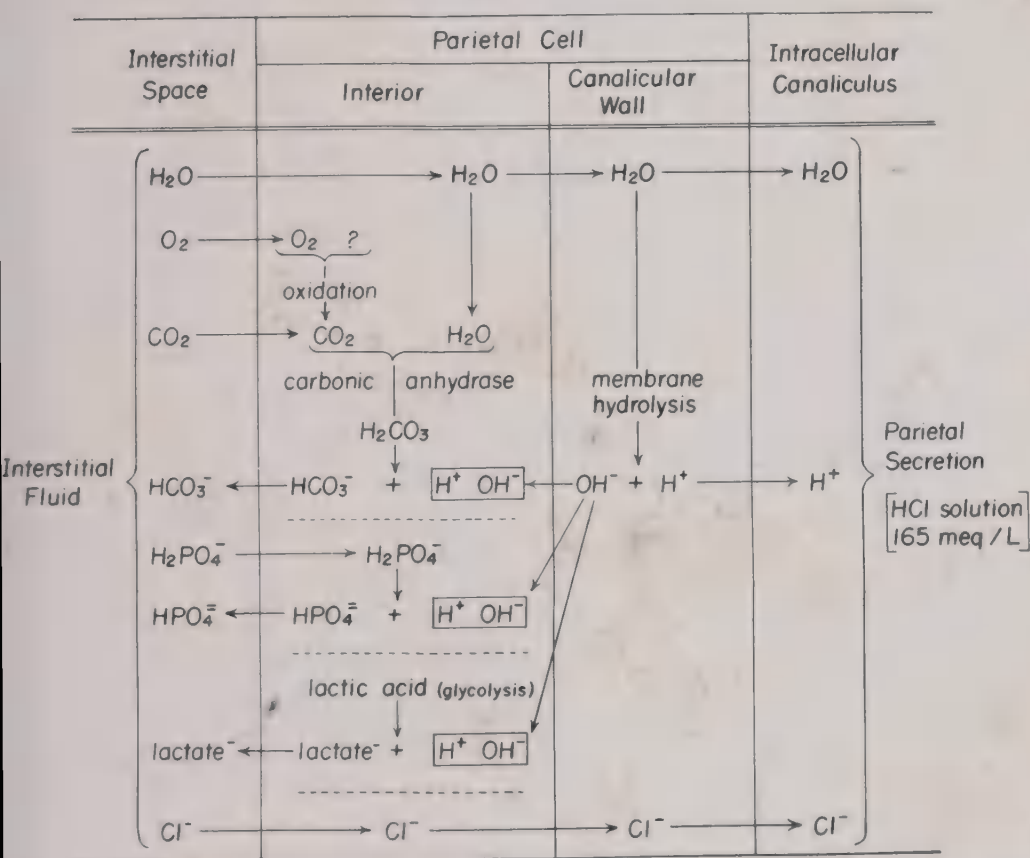 Interstitial Space
Parietal Cell
Interior
Canalicular Wall
Intracellular Canaliculus
H₂O → H₂O → H₂O → H₂O
O₂ → O₂ ?
oxidation
CO₂ → CO₂ H₂O
carbonic anhydrase
membrane hydrolysis
H₂CO₃
Interstitial Fluid
HCO₃⁻ ← HCO₃⁻ + H⁺ OH⁻ ← OH⁻ + H⁺ → H⁺
Parietal Secretion
[HCl solution 165 meq/L]
H₂PO₄⁻ → H₂PO₄⁻
HPO₄⁼ ← HPO₄⁼ + H⁺ OH⁻
lactic acid (glycolysis)
lactate⁻ ← lactate⁻ + H⁺ OH⁻
Cl⁻ → Cl⁻ → Cl⁻ → Cl⁻